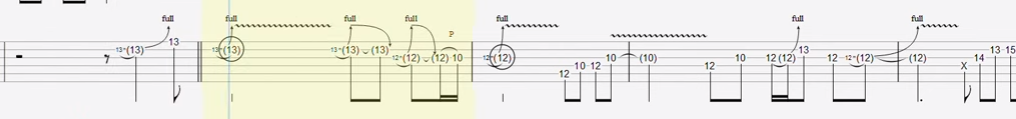 full full full full full full full
P
13
13 (13) 13 (13) 13 (13) (13) 13 13 15
12 (12) (12) 10 12 (12) 10 (10) 10 12 (12) 12 12 (12) (12) 14
10 12 12 X
12